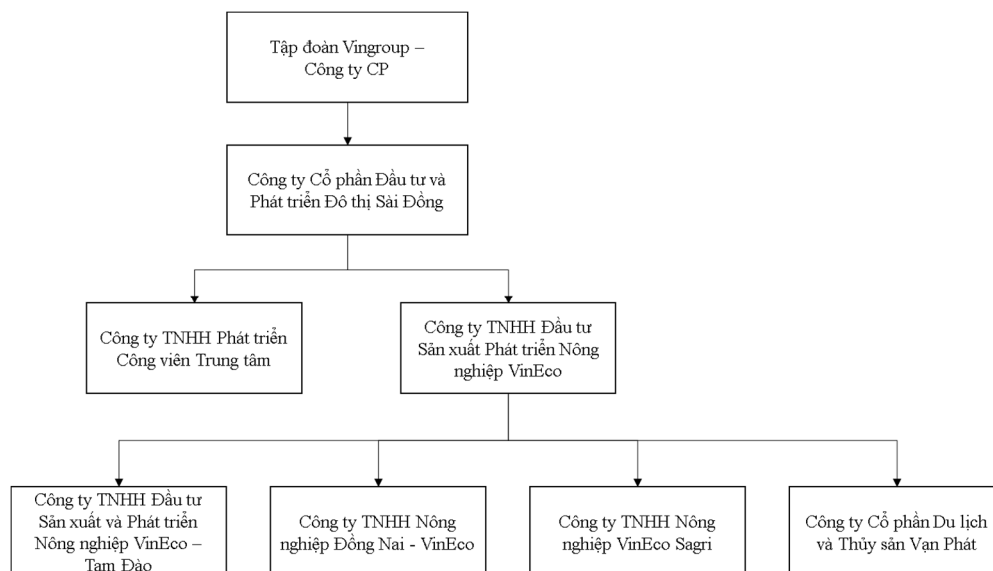 Tập đoàn Vingroup –
Công ty CP
Công ty Cổ phần Đầu tư và
Phát triển Đô thị Sài Đồng
Công ty TNHH Phát triển
Công viên Trung tâm
Công ty TNHH Đầu tư
Sản xuất Phát triển Nông
nghiệp VinEco
Công ty TNHH Đầu tư
Sản xuất và Phát triển
Nông nghiệp VinEco –
Tam Đảo
Công ty TNHH Nông
nghiệp Đồng Nai - VinEco
Công ty TNHH Nông
nghiệp VinEco Sagri
Công ty Cổ phần Du lịch
và Thủy sản Vạn Phát